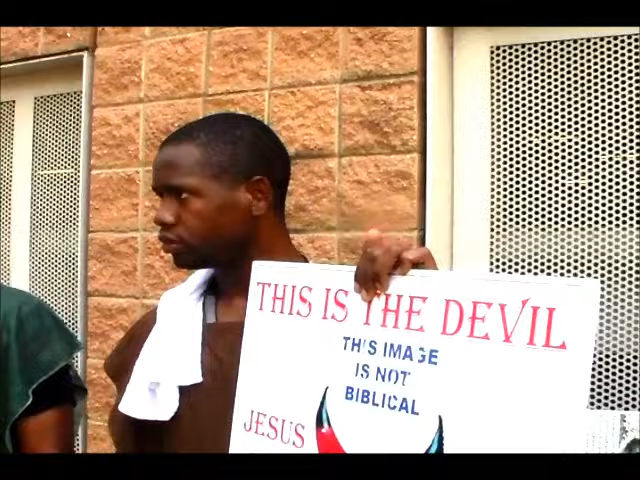 THIS IS THE DEVIL
THIS IMAGE
IS NOT
BIBLICAL
JESUS